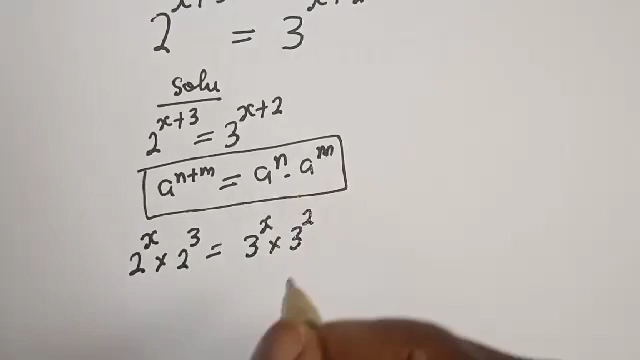 2^x+3 = 3^x+2
Solu
2^x+3 = 3^x+2
a^n+m = a^n . a^m
2^x × 2^3 = 3^x × 3^2